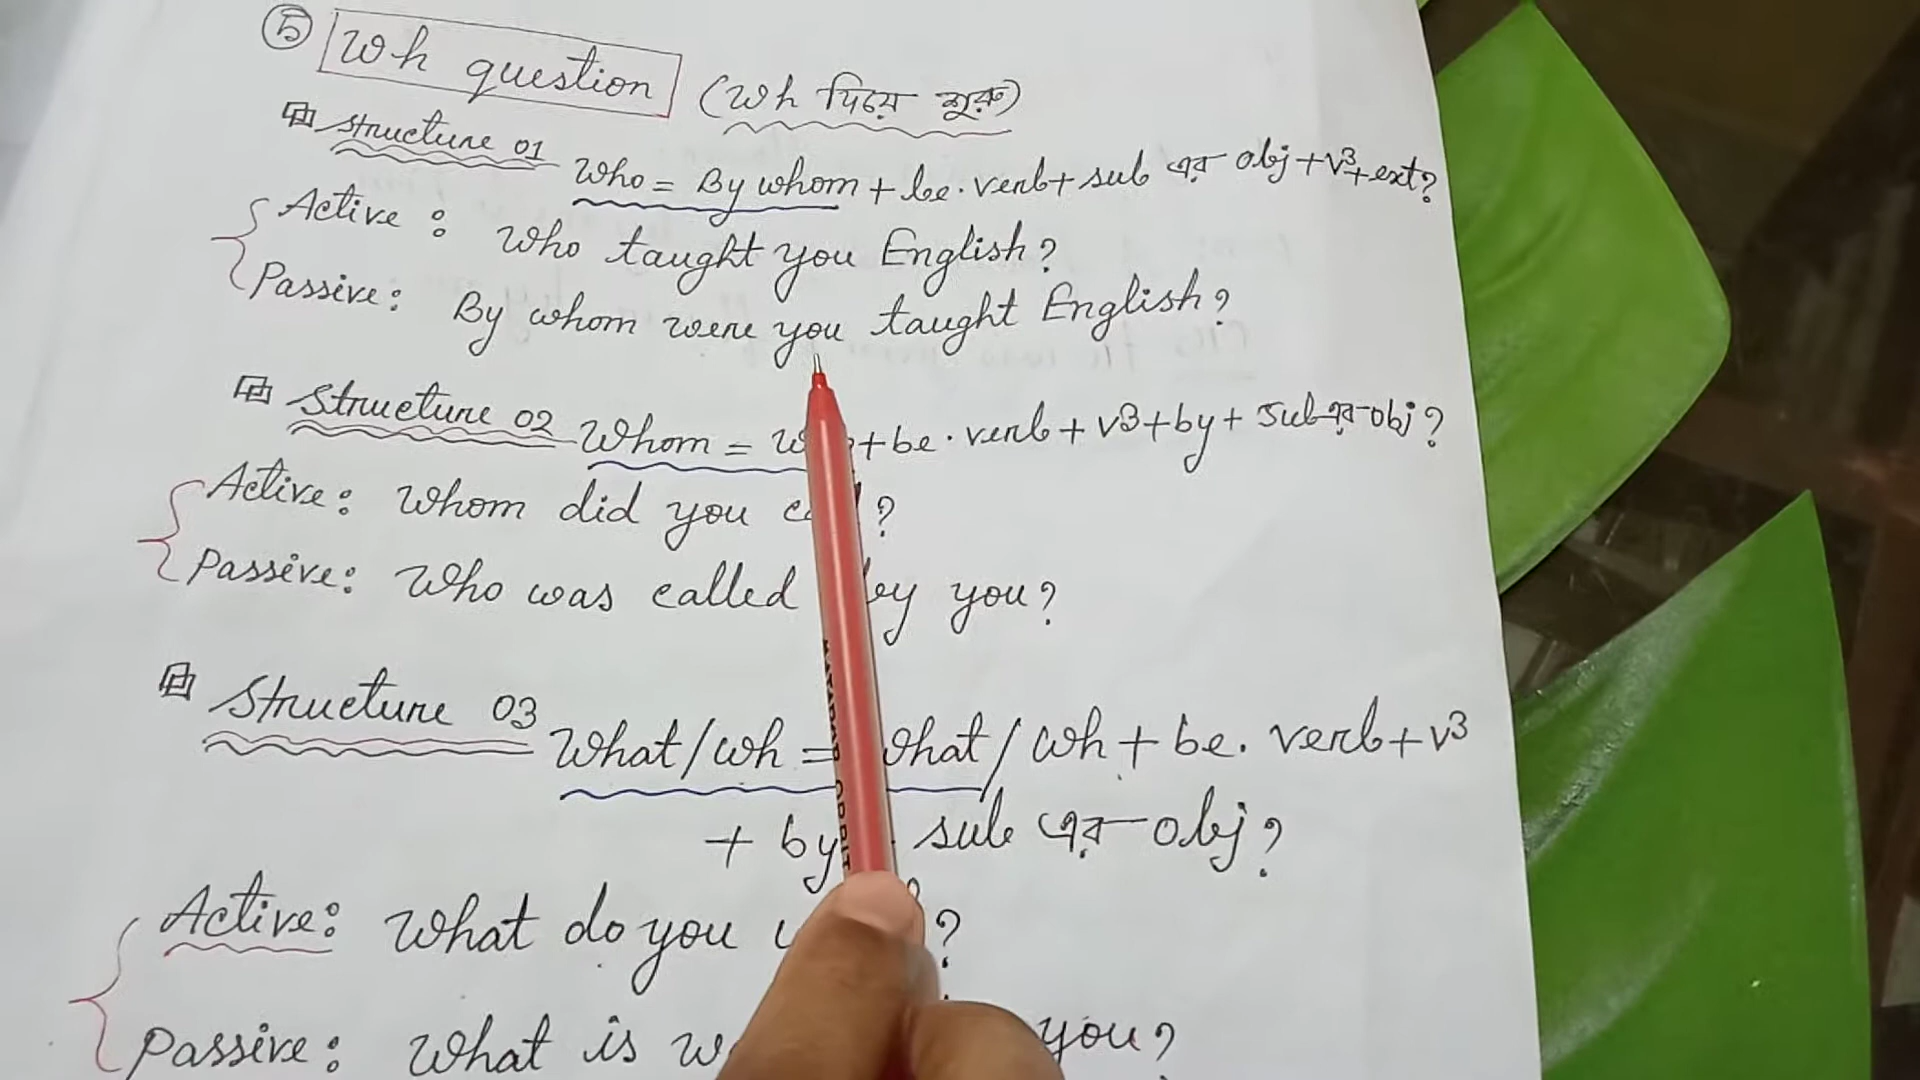 5 Wh question (Wh দিয়ে শুরু)
Structure 01 Who = By whom + be. verb + sub এর obj + v3 + ext?
Active : Who taught you English?
Passive : By whom were you taught English?
Structure 02 Whom = + be. verb + v3 + by + sub এর obj?
Active : Whom did you ?
Passive : Who was called by you?
Structure 03 What/wh = what/wh + be. verb + v3
+ by sub এর obj?
Active : What do you ?
Passive : What is you?